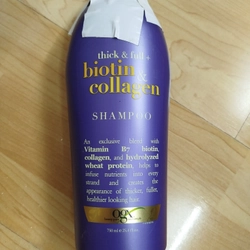 thick & full +
biotin &
collagen
SHAMPOO
An exclusive blend with
Vitamin B7 biotin,
collagen, and hydrolyzed
wheat protein helps to
infuse nutrients into every
strand and creates the
appearance of thicker, fuller,
healthier looking hair.
ogx